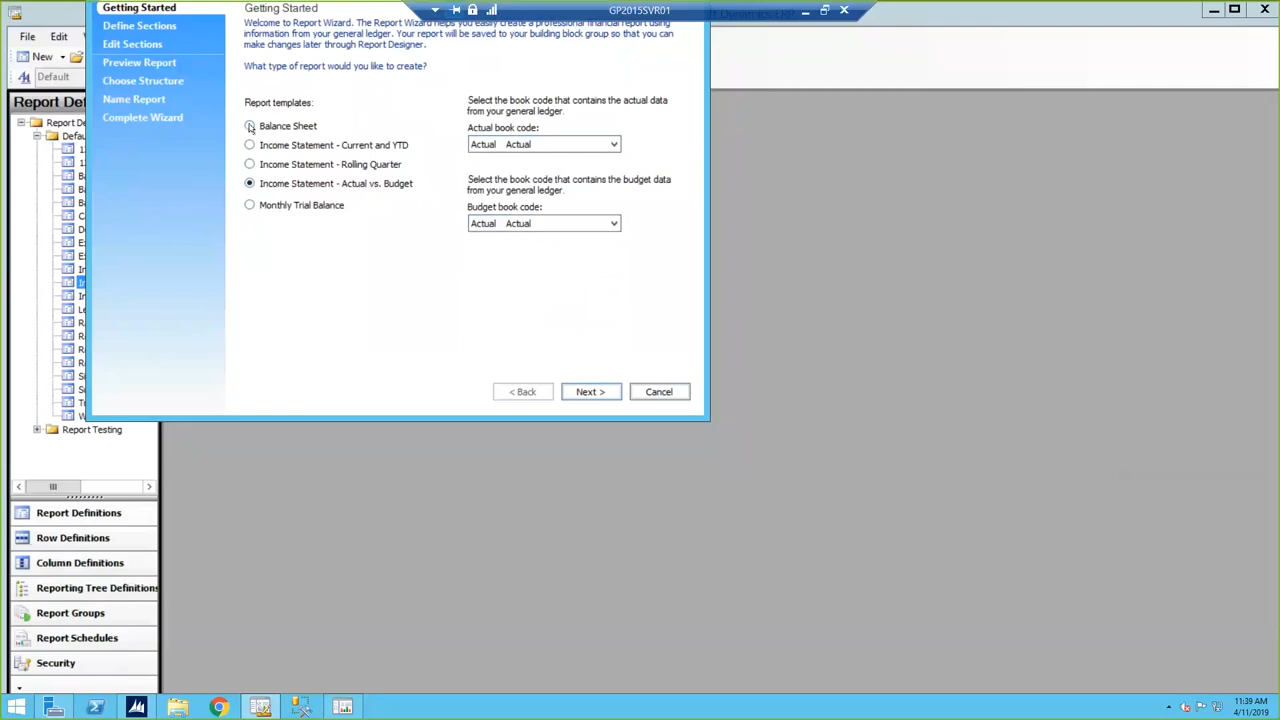 GP2015SVR01
File
Edit
New
Default
Report De
Report De
Defau
Report Testing
Report Definitions
Row Definitions
Column Definitions
Reporting Tree Definitions
Report Groups
Report Schedules
Security
Getting Started
Define Sections
Edit Sections
Preview Report
Choose Structure
Name Report
Complete Wizard
Getting Started
Welcome to Report Wizard. The Report Wizard helps you easily create a professional report using
information from your general ledger. Your report will be saved to your building block group so that you can
make changes later through Report Designer.
What type of report would you like to create?
Report templates:
Balance Sheet
Income Statement - Current and YTD
Income Statement - Rolling Quarter
Income Statement - Actual vs. Budget
Monthly Trial Balance
Select the book code that contains the actual data
from your general ledger.
Actual book code:
Actual Actual
Select the book code that contains the budget data
from your general ledger.
Budget book code:
Actual Actual
< Back
Next >
Cancel
11:39 AM
4/11/2019